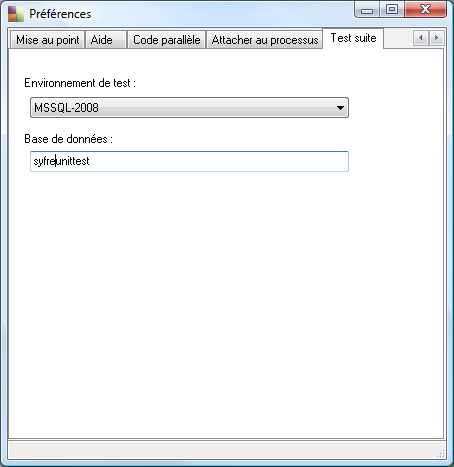 Préférences
Mise au point Aide Code parallèle Attacher au processus Test suite
Environnement de test :
MSSQL-2008
Base de données :
syfreunittest